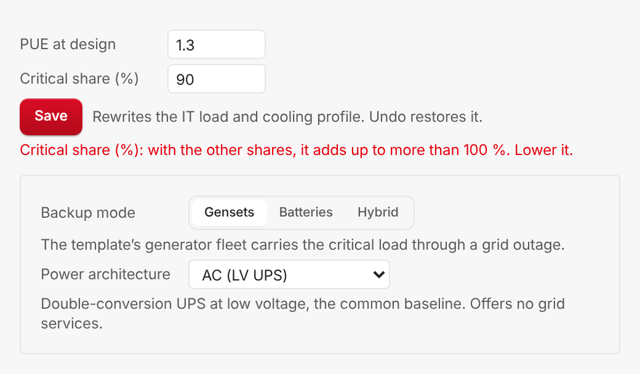 PUE at design 1.3
Critical share (%) 90
Save Rewrites the IT load and cooling profile. Undo restores it.
Critical share (%): with the other shares, it adds up to more than 100 %. Lower it.
Backup mode Gensets Batteries Hybrid
The template’s generator fleet carries the critical load through a grid outage.
Power architecture AC (LV UPS)
Double-conversion UPS at low voltage, the common baseline. Offers no grid
services.